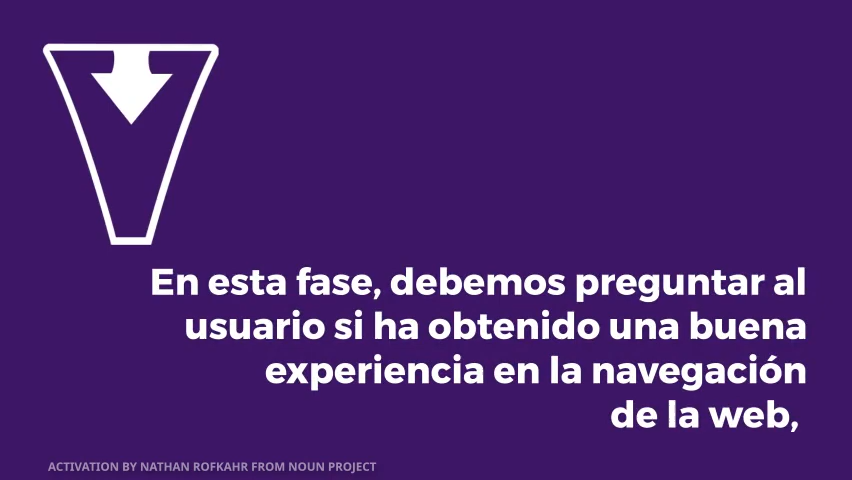 En esta fase, debemos preguntar al
usuario si ha obtenido una buena
experiencia en la navegación
de la web,
ACTIVATION BY NATHAN ROFKAHR FROM NOUN PROJECT